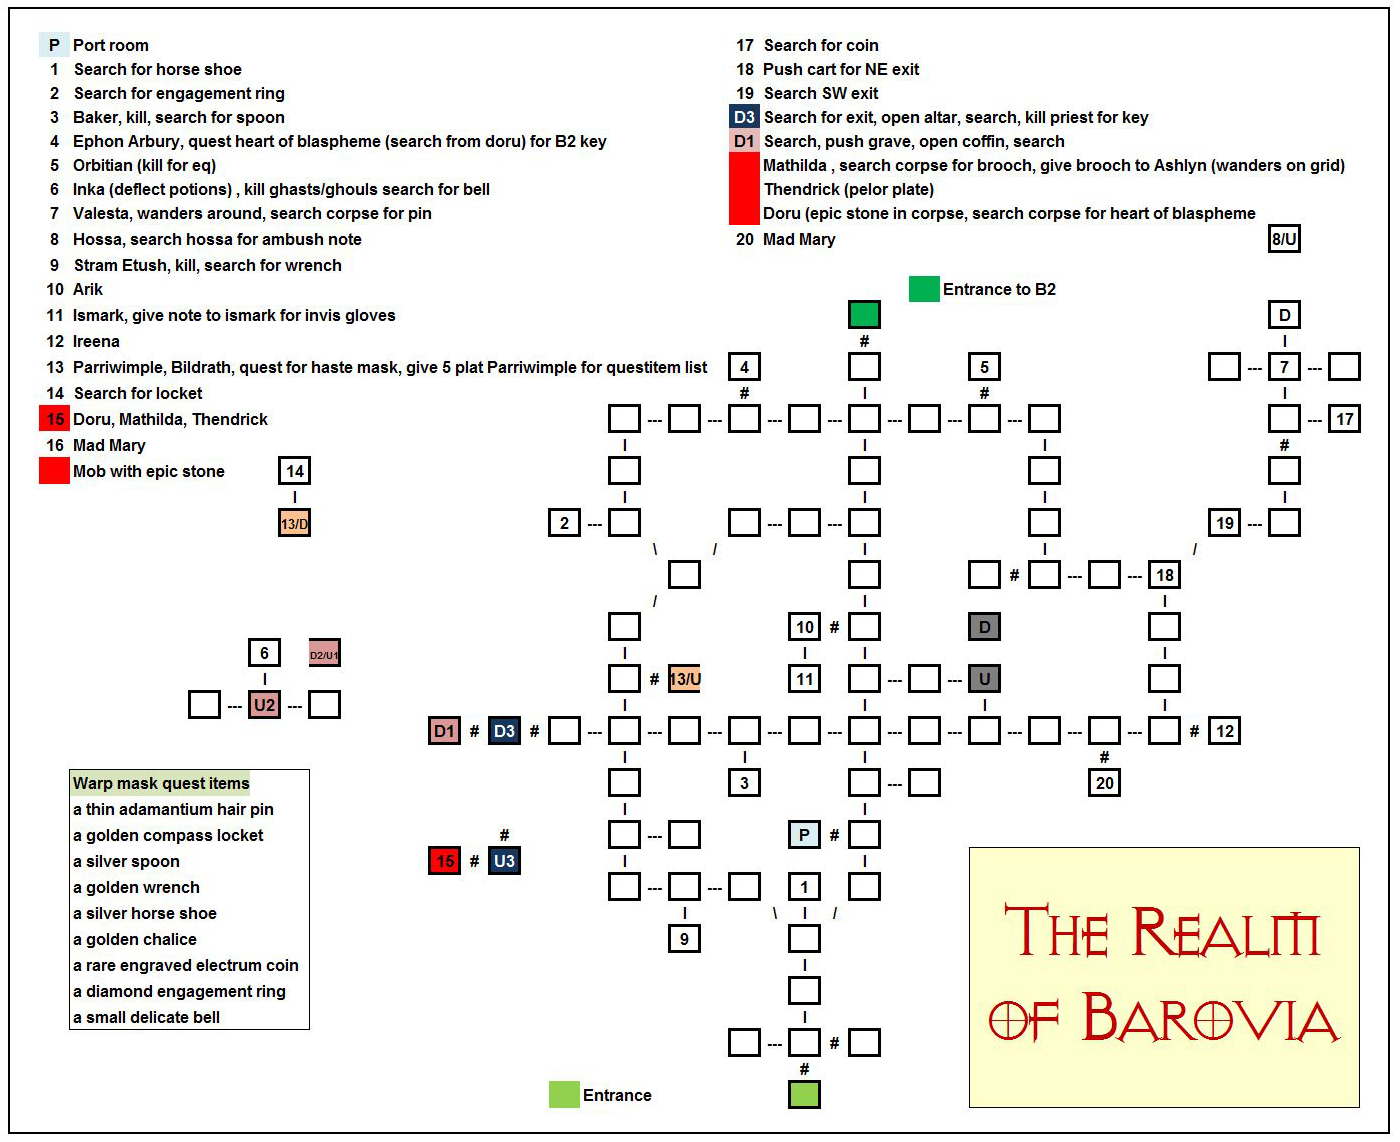 P Port room
1 Search for horse shoe
2 Search for engagement ring
3 Baker, kill, search for spoon
4 Ephon Arbury, quest heart of blaspheme (search from doru) for B2 key
5 Orbitian (kill for eq)
6 Inka (deflect potions) , kill ghasts/ghouls search for bell
7 Valesta, wanders around, search corpse for pin
8 Hossa, search hossa for ambush note
9 Stram Etush, kill, search for wrench
10 Arik
11 Ismark, give note to ismark for invis gloves
12 Ireena
13 Parriwimple, Bildrath, quest for haste mask, give 5 plat Parriwimple for questitem list
14 Search for locket
15 Doru, Mathilda, Thendrick
16 Mad Mary
Mob with epic stone
17 Search for coin
18 Push cart for NE exit
19 Search SW exit
D3 Search for exit, open altar, search, kill priest for key
D1 Search, push grave, open coffin, search
Mathilda , search corpse for brooch, give brooch to Ashlyn (wanders on grid)
Thendrick (pelor plate)
Doru (epic stone in corpse, search corpse for heart of blaspheme
20 Mad Mary
8/U
Entrance to B2
D
#
I
4 5 --- 7 ---
# I # I
--- --- --- --- --- --- --- --- 17
I I I #
14
I I I I
13/D 2 --- --- --- 19 ---
\ / I I /
# --- --- 18
/ I I
10 # D
6 D2/U1 I I I I
# 13/U 11 --- --- U
I I I I I
--- U2 ---
D1 # D3 # --- --- --- --- --- --- --- --- --- --- # 12
I I I #
3 --- 20
I I
# --- P #
15 # U3 I I
--- --- 1
I \ I /
9
I
I
--- #
#
Entrance
Warp mask quest items
a thin adamantium hair pin
a golden compass locket
a silver spoon
a golden wrench
a silver horse shoe
a golden chalice
a rare engraved electrum coin
a diamond engagement ring
a small delicate bell
The Realm
of Barovia